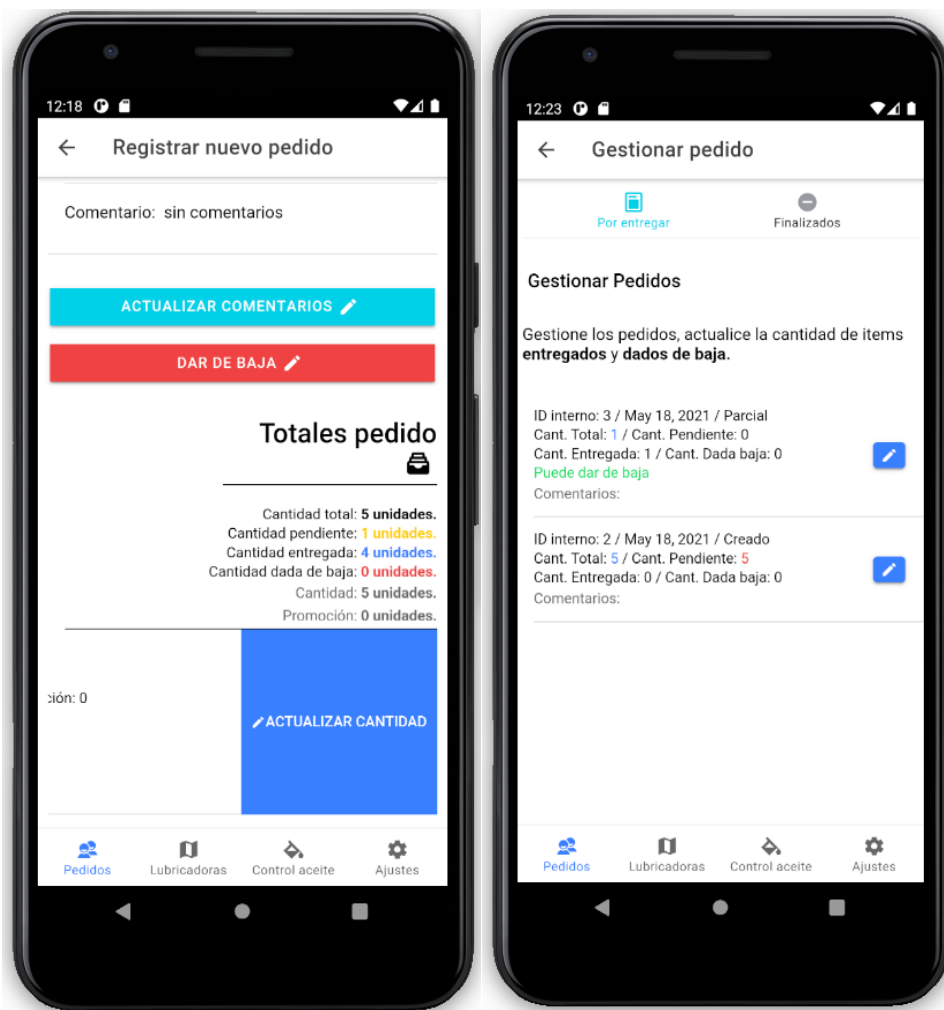 12:18
Registrar nuevo pedido
Comentario: sin comentarios
ACTUALIZAR COMENTARIOS
DAR DE BAJA
Totales pedido
Cantidad total: 5 unidades.
Cantidad pendiente: 1 unidades.
Cantidad entregada: 4 unidades.
Cantidad dada de baja: 0 unidades.
Cantidad: 5 unidades.
Promoción: 0 unidades.
ción: 0
ACTUALIZAR CANTIDAD
Pedidos Lubricadoras Control aceite Ajustes
12:23
Gestionar pedido
Por entregar Finalizados
Gestionar Pedidos
Gestione los pedidos, actualice la cantidad de items
entregados y dados de baja.
ID interno: 3 / May 18, 2021 / Parcial
Cant. Total: 1 / Cant. Pendiente: 0
Cant. Entregada: 1 / Cant. Dada baja: 0
Puede dar de baja
Comentarios:
ID interno: 2 / May 18, 2021 / Creado
Cant. Total: 5 / Cant. Pendiente: 5
Cant. Entregada: 0 / Cant. Dada baja: 0
Comentarios:
Pedidos Lubricadoras Control aceite Ajustes